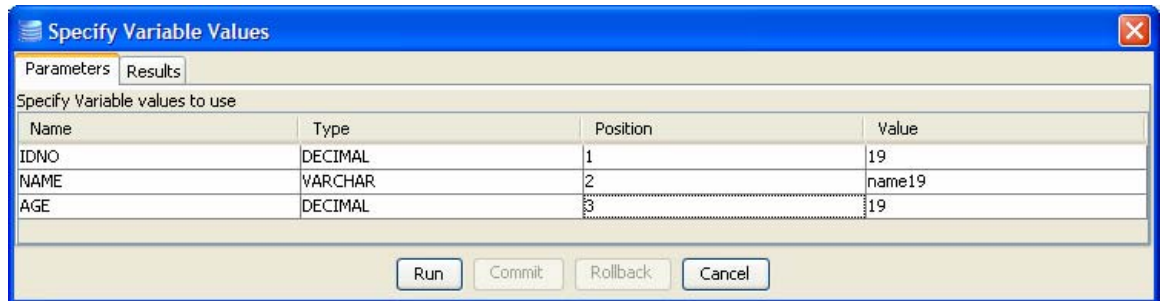 Specify Variable Values
Parameters Results
Specify Variable values to use
Name Type Position Value
IDNO DECIMAL 1 19
NAME VARCHAR 2 name19
AGE DECIMAL 3 19
Run Commit Rollback Cancel